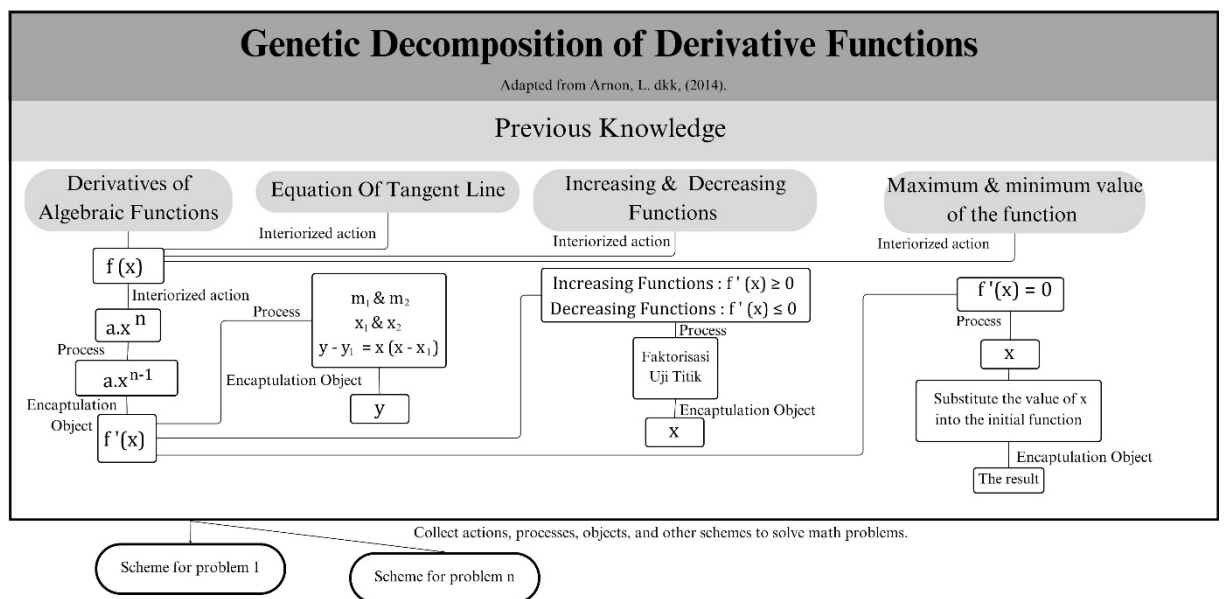 Genetic Decomposition of Derivative Functions
Adapted from Arnon, L. dkk, (2014).
Previous Knowledge
Derivatives of
Algebraic Functions
Equation Of Tangent Line
Increasing & Decreasing
Functions
Maximum & minimum value
of the function
Interiorized action
Interiorized action
Interiorized action
f (x)
Interiorized action
a.xⁿ
Process
a.xⁿ⁻¹
Encaptulation
Object
f '(x)
Process
m₁ & m₂
x₁ & x₂
y - y₁ = x (x - x₁)
Encaptulation Object
y
Increasing Functions : f '(x) ≥ 0
Decreasing Functions : f '(x) ≤ 0
Process
Faktorisasi
Uji Titik
Encaptulation Object
x
f '(x) = 0
Process
x
Substitute the value of x
into the initial function
Encaptulation Object
The result
Collect actions, processes, objects, and other schemes to solve math problems.
Scheme for problem 1
Scheme for problem n